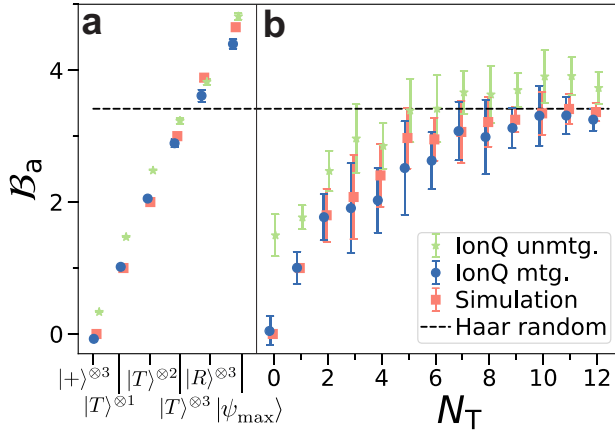 a
b
4
2
0
ℬₐ
IonQ unmtg.
IonQ mtg.
Simulation
Haar random
|+⟩⊗3
|T⟩⊗2
|R⟩⊗3
|T⟩⊗1
|T⟩⊗3
|ψmax⟩
0 2 4 6 8 10 12
N_T